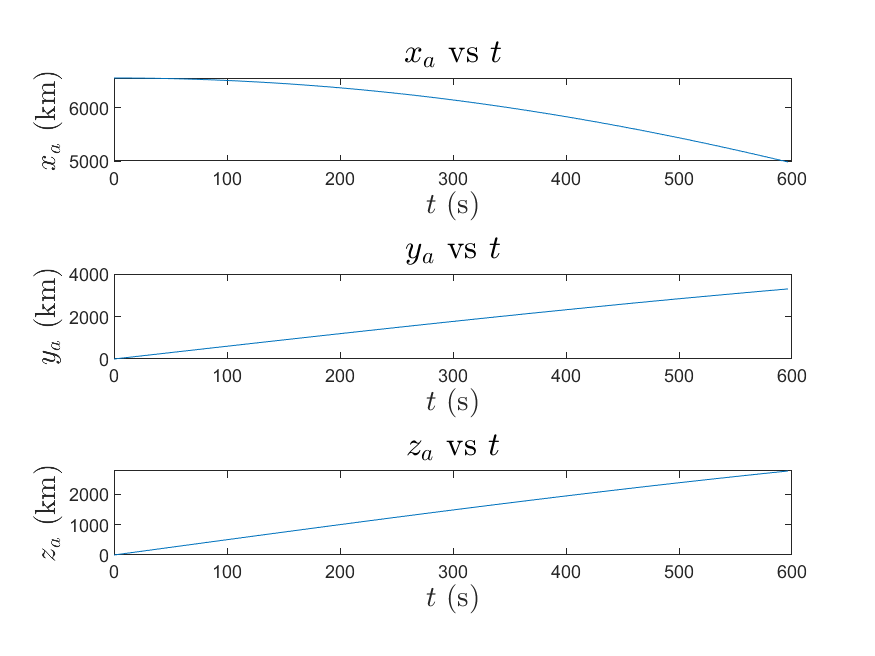 x_a vs t
6000
5000
x_a (km)
0 100 200 300 400 500 600
t (s)
y_a vs t
4000
2000
0
y_a (km)
0 100 200 300 400 500 600
t (s)
z_a vs t
2000
1000
0
z_a (km)
0 100 200 300 400 500 600
t (s)